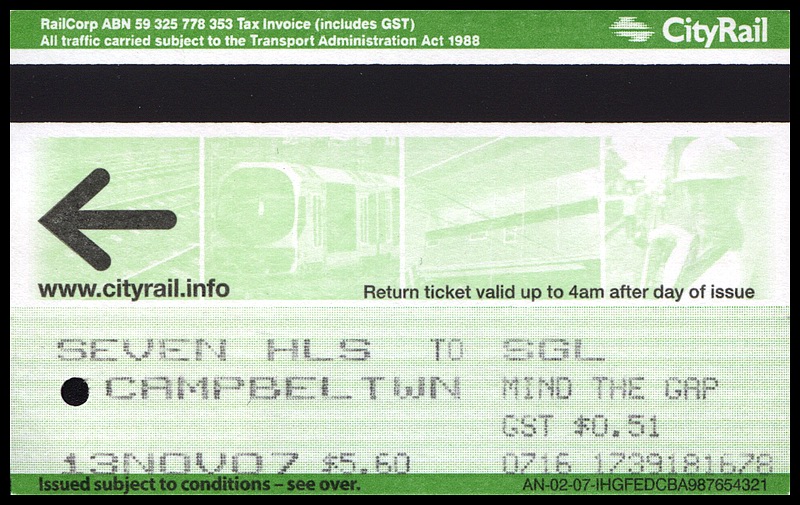 RailCorp ABN 59 325 778 353 Tax Invoice (includes GST)
All traffic carried subject to the Transport Administration Act 1988
CityRail
www.cityrail.info
Return ticket valid up to 4am after day of issue
SEVEN HLS TO SGL
CAMPBELTWN MIND THE GAP
GST $0.51
13NOV07 $5.60 0716 1739181678
Issued subject to conditions – see over.
AN-02-07-IHGFEDCBA987654321